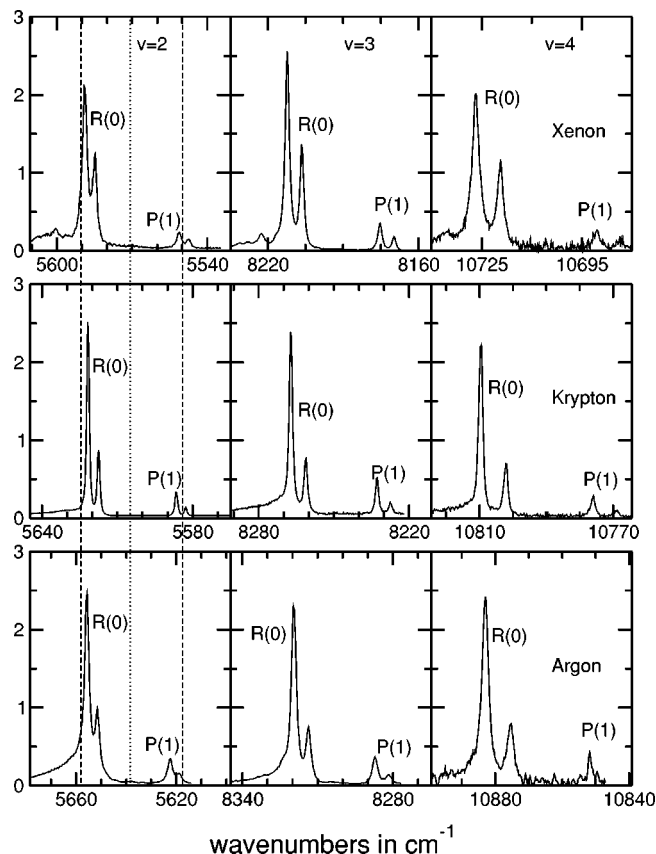 3
v=2
v=3
v=4
2
R(0)
R(0)
R(0)
Xenon
1
P(1)
P(1)
P(1)
0
5600
5540
8220
8160
10725
10695
3
2
R(0)
R(0)
R(0)
Krypton
1
P(1)
P(1)
P(1)
0
5640
5580
8280
8220
10810
10770
3
2
R(0)
R(0)
R(0)
Argon
1
P(1)
P(1)
P(1)
0
5660
5620
8340
8280
10880
10840
wavenumbers in cm-1